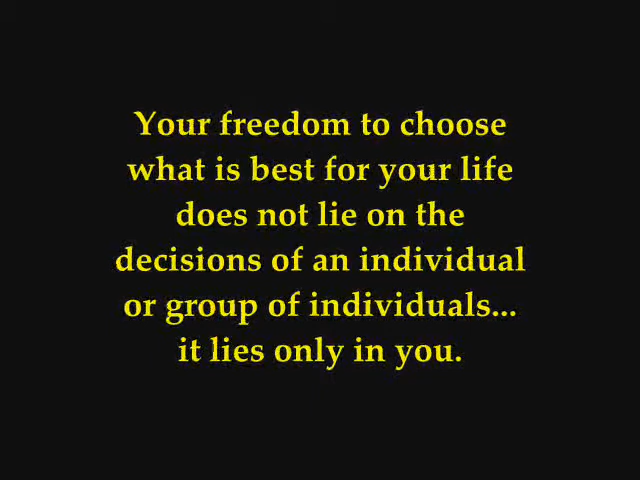 Your freedom to choose
what is best for your life
does not lie on the
decisions of an individual
or group of individuals...
it lies only in you.